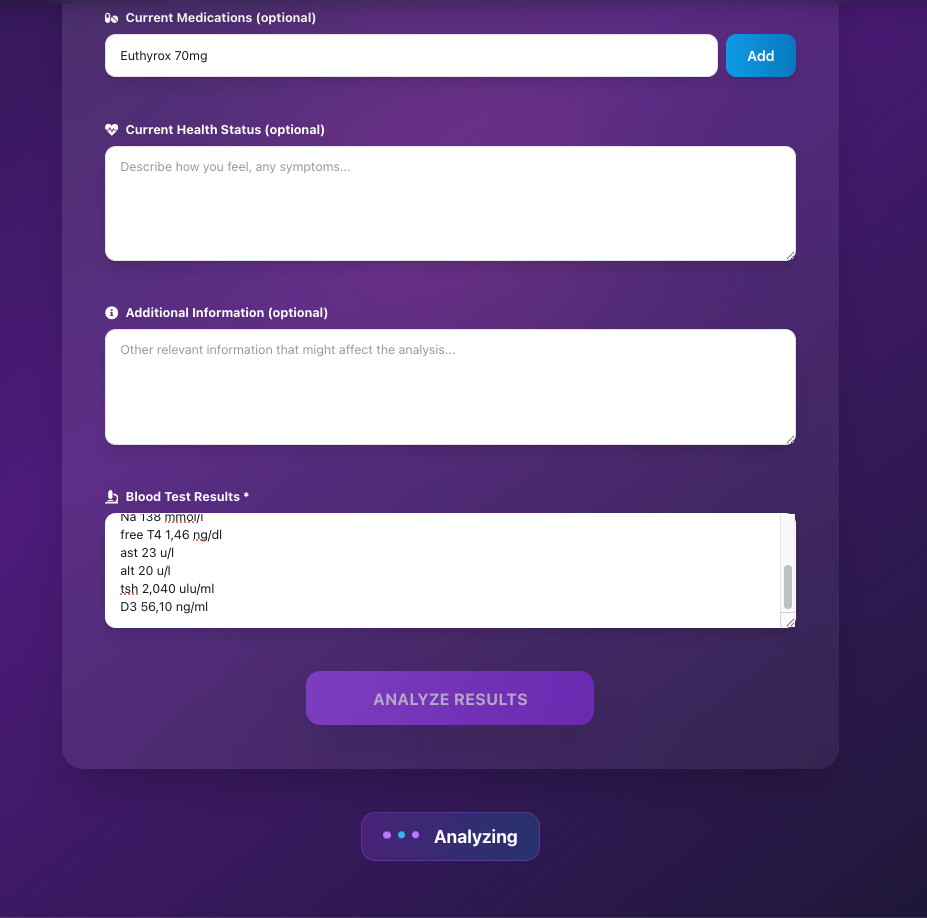 Current Medications (optional)
Euthyrox 70mg
Add
Current Health Status (optional)
Describe how you feel, any symptoms...
Additional Information (optional)
Other relevant information that might affect the analysis...
Blood Test Results *
Na 138 mmol/l
free T4 1,46 ng/dl
ast 23 u/l
alt 20 u/l
tsh 2,040 ulu/ml
D3 56,10 ng/ml
ANALYZE RESULTS
Analyzing